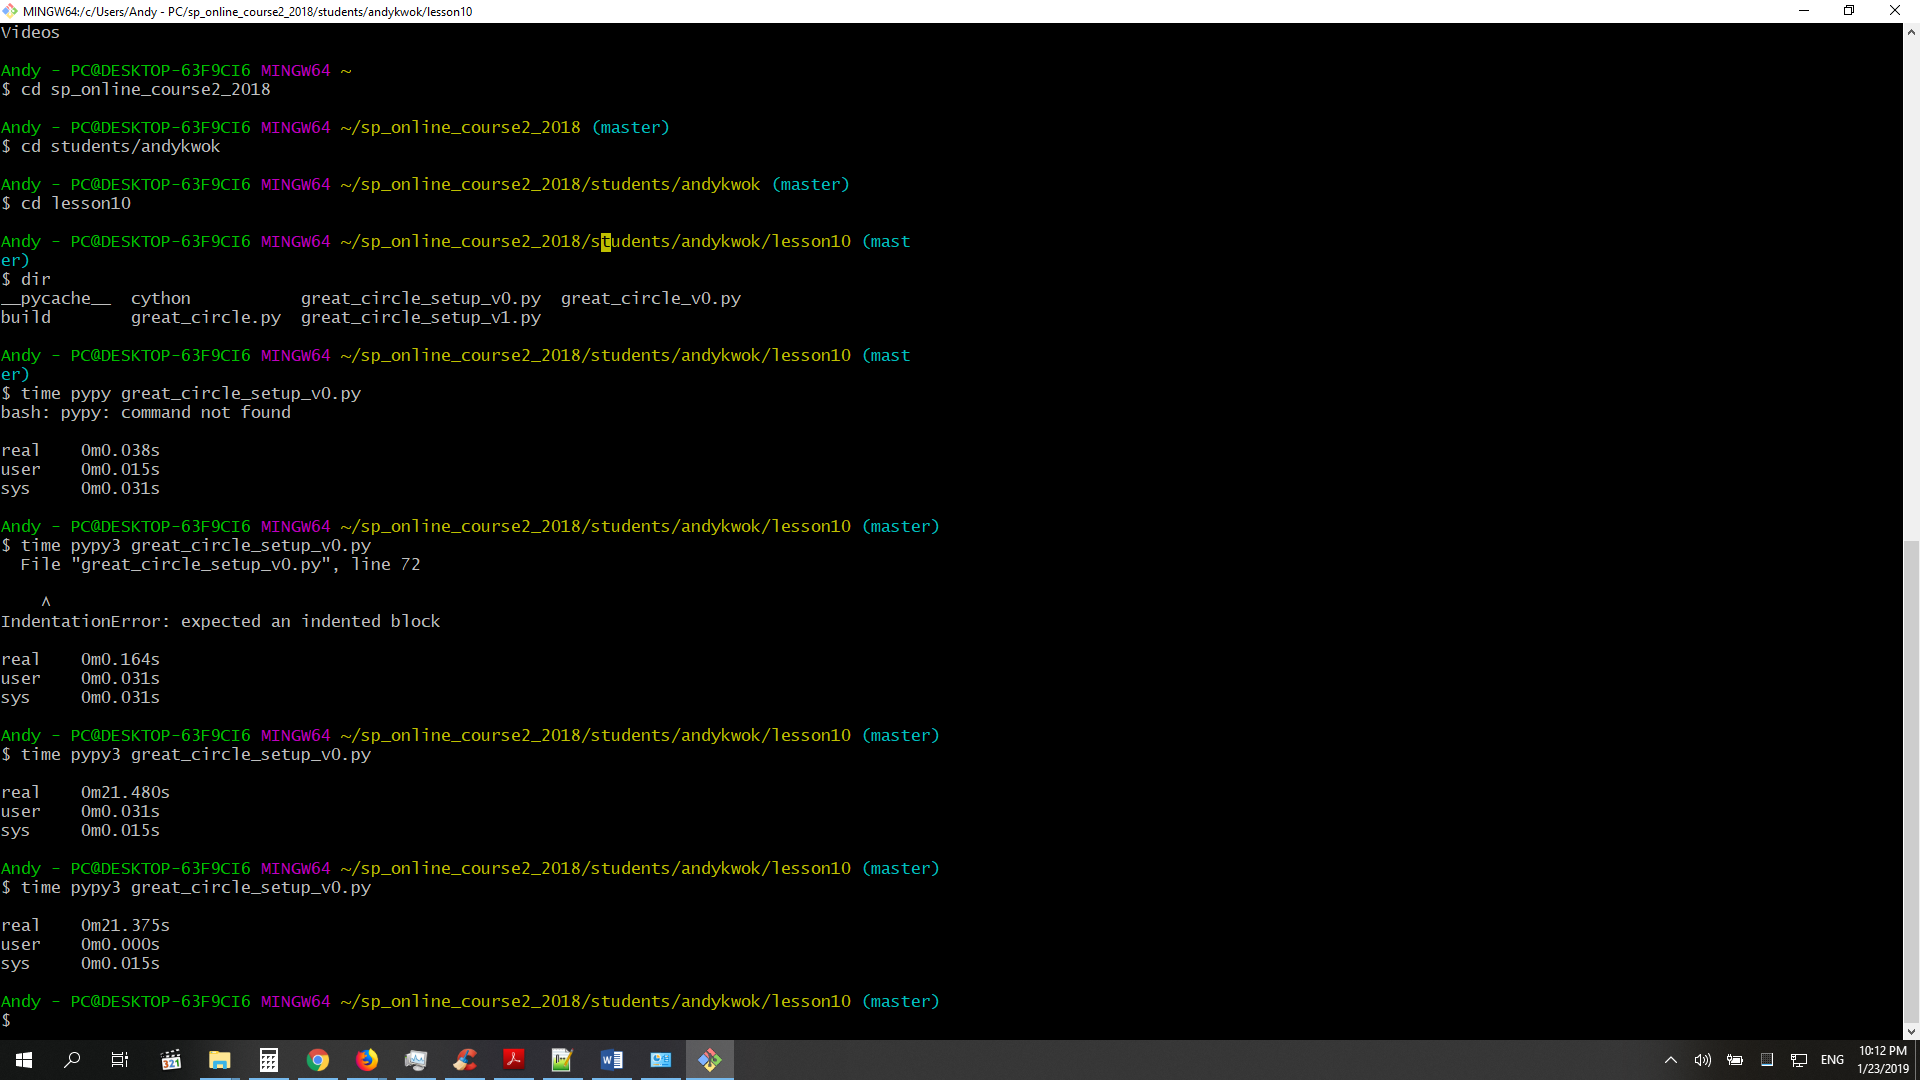 MINGW64:/c/Users/Andy - PC/sp_online_course2_2018/students/andykwok/lesson10
Videos
Andy - PC@DESKTOP-63F9CI6 MINGW64 ~
$ cd sp_online_course2_2018
Andy - PC@DESKTOP-63F9CI6 MINGW64 ~/sp_online_course2_2018 (master)
$ cd students/andykwok
Andy - PC@DESKTOP-63F9CI6 MINGW64 ~/sp_online_course2_2018/students/andykwok (master)
$ cd lesson10
Andy - PC@DESKTOP-63F9CI6 MINGW64 ~/sp_online_course2_2018/students/andykwok/lesson10 (mast
er)
$ dir
__pycache__  cython           great_circle_setup_v0.py  great_circle_v0.py
build        great_circle.py  great_circle_setup_v1.py
Andy - PC@DESKTOP-63F9CI6 MINGW64 ~/sp_online_course2_2018/students/andykwok/lesson10 (mast
er)
$ time pypy great_circle_setup_v0.py
bash: pypy: command not found
real    0m0.038s
user    0m0.015s
sys     0m0.031s
Andy - PC@DESKTOP-63F9CI6 MINGW64 ~/sp_online_course2_2018/students/andykwok/lesson10 (master)
$ time pypy3 great_circle_setup_v0.py
  File "great_circle_setup_v0.py", line 72
    ^
IndentationError: expected an indented block
real    0m0.164s
user    0m0.031s
sys     0m0.031s
Andy - PC@DESKTOP-63F9CI6 MINGW64 ~/sp_online_course2_2018/students/andykwok/lesson10 (master)
$ time pypy3 great_circle_setup_v0.py
real    0m21.480s
user    0m0.031s
sys     0m0.015s
Andy - PC@DESKTOP-63F9CI6 MINGW64 ~/sp_online_course2_2018/students/andykwok/lesson10 (master)
$ time pypy3 great_circle_setup_v0.py
real    0m21.375s
user    0m0.000s
sys     0m0.015s
Andy - PC@DESKTOP-63F9CI6 MINGW64 ~/sp_online_course2_2018/students/andykwok/lesson10 (master)
$
321
ENG
10:12 PM
1/23/2019